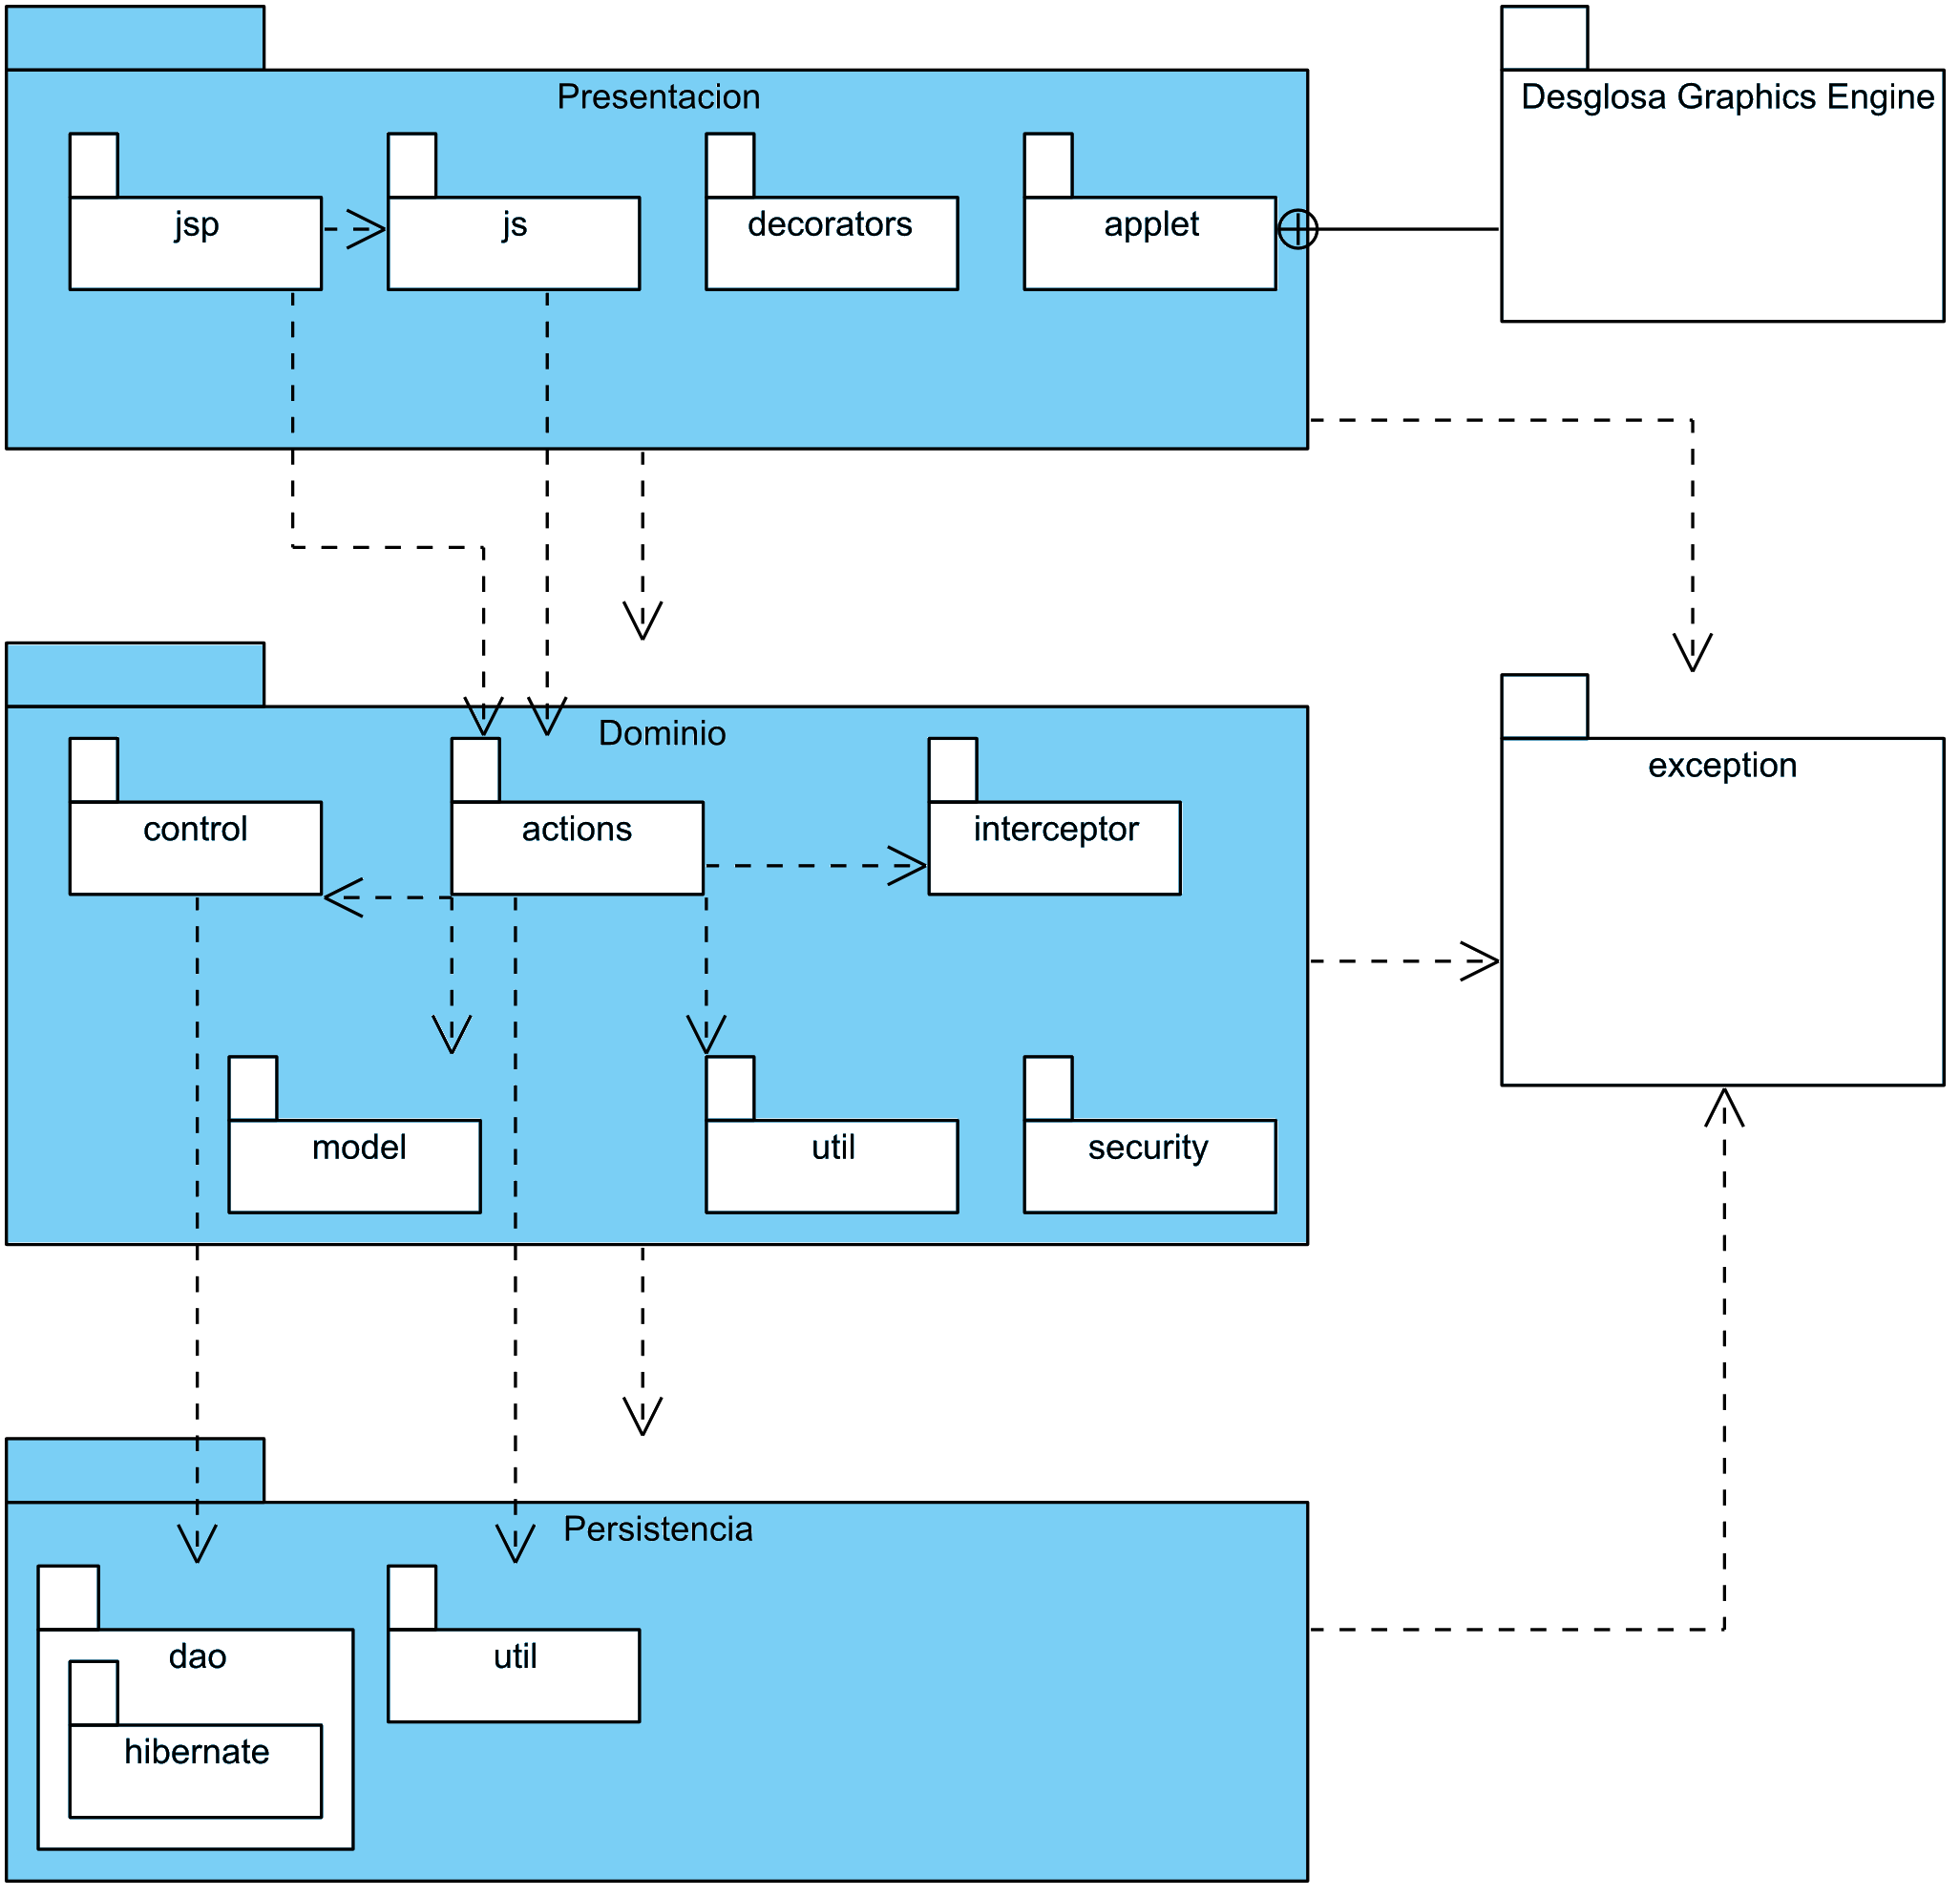 Presentacion
Desglosa Graphics Engine
jsp
js
decorators
applet
Dominio
exception
control
actions
interceptor
model
util
security
Persistencia
dao
util
hibernate